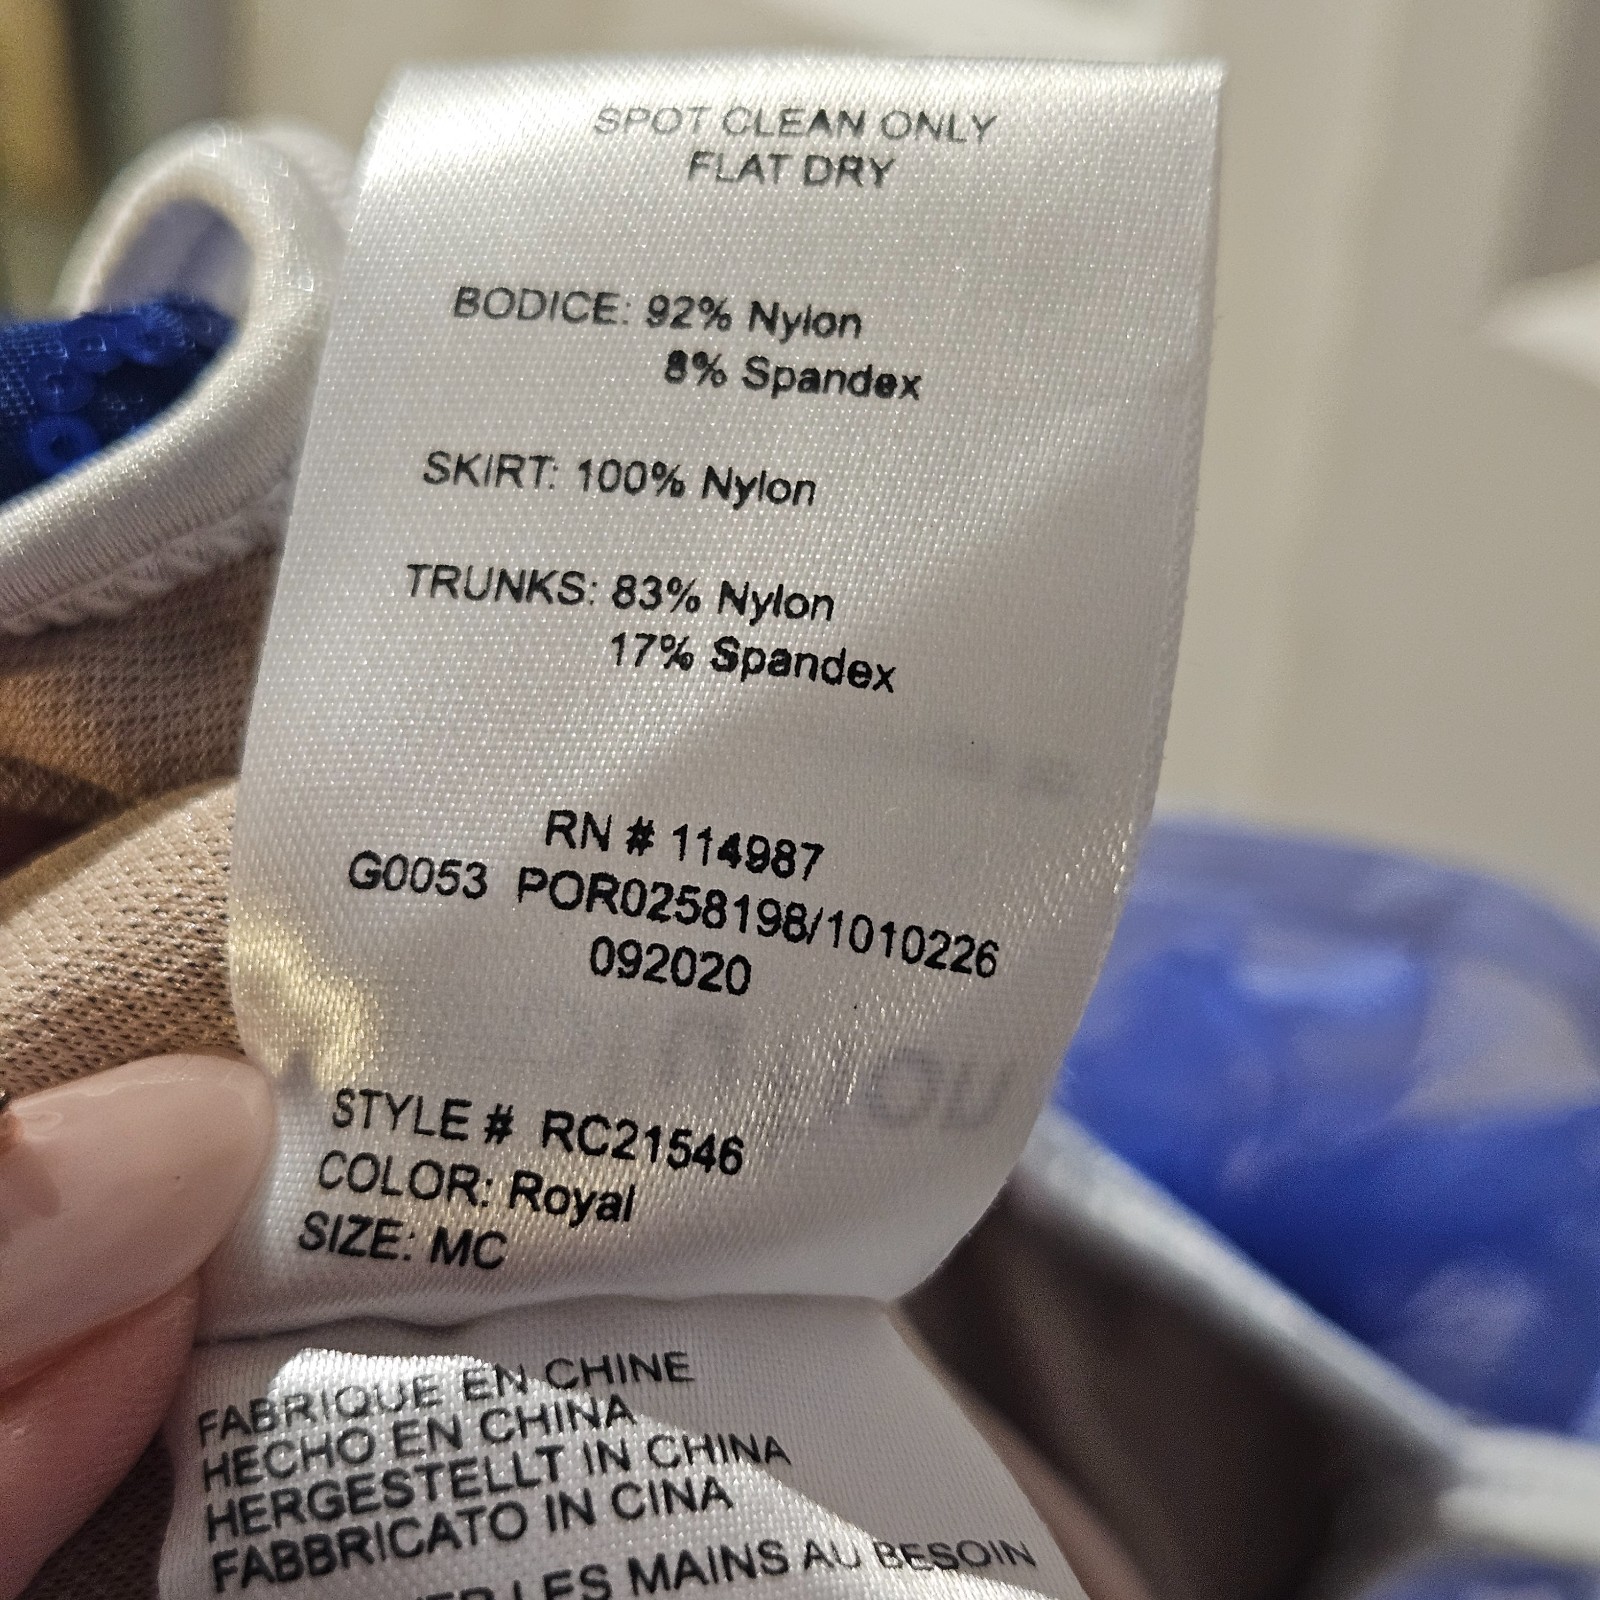 SPOT CLEAN ONLY
FLAT DRY
BODICE: 92% Nylon
8% Spandex
SKIRT: 100% Nylon
TRUNKS: 83% Nylon
17% Spandex
RN # 114987
G0053 POR0258198/1010226
092020
STYLE # RC21546
COLOR: Royal
SIZE: MC
FABRIQUE EN CHINE
HECHO EN CHINA
HERGESTELLT IN CHINA
FABBRICATO IN CINA
LES MAINS AU BESOIN